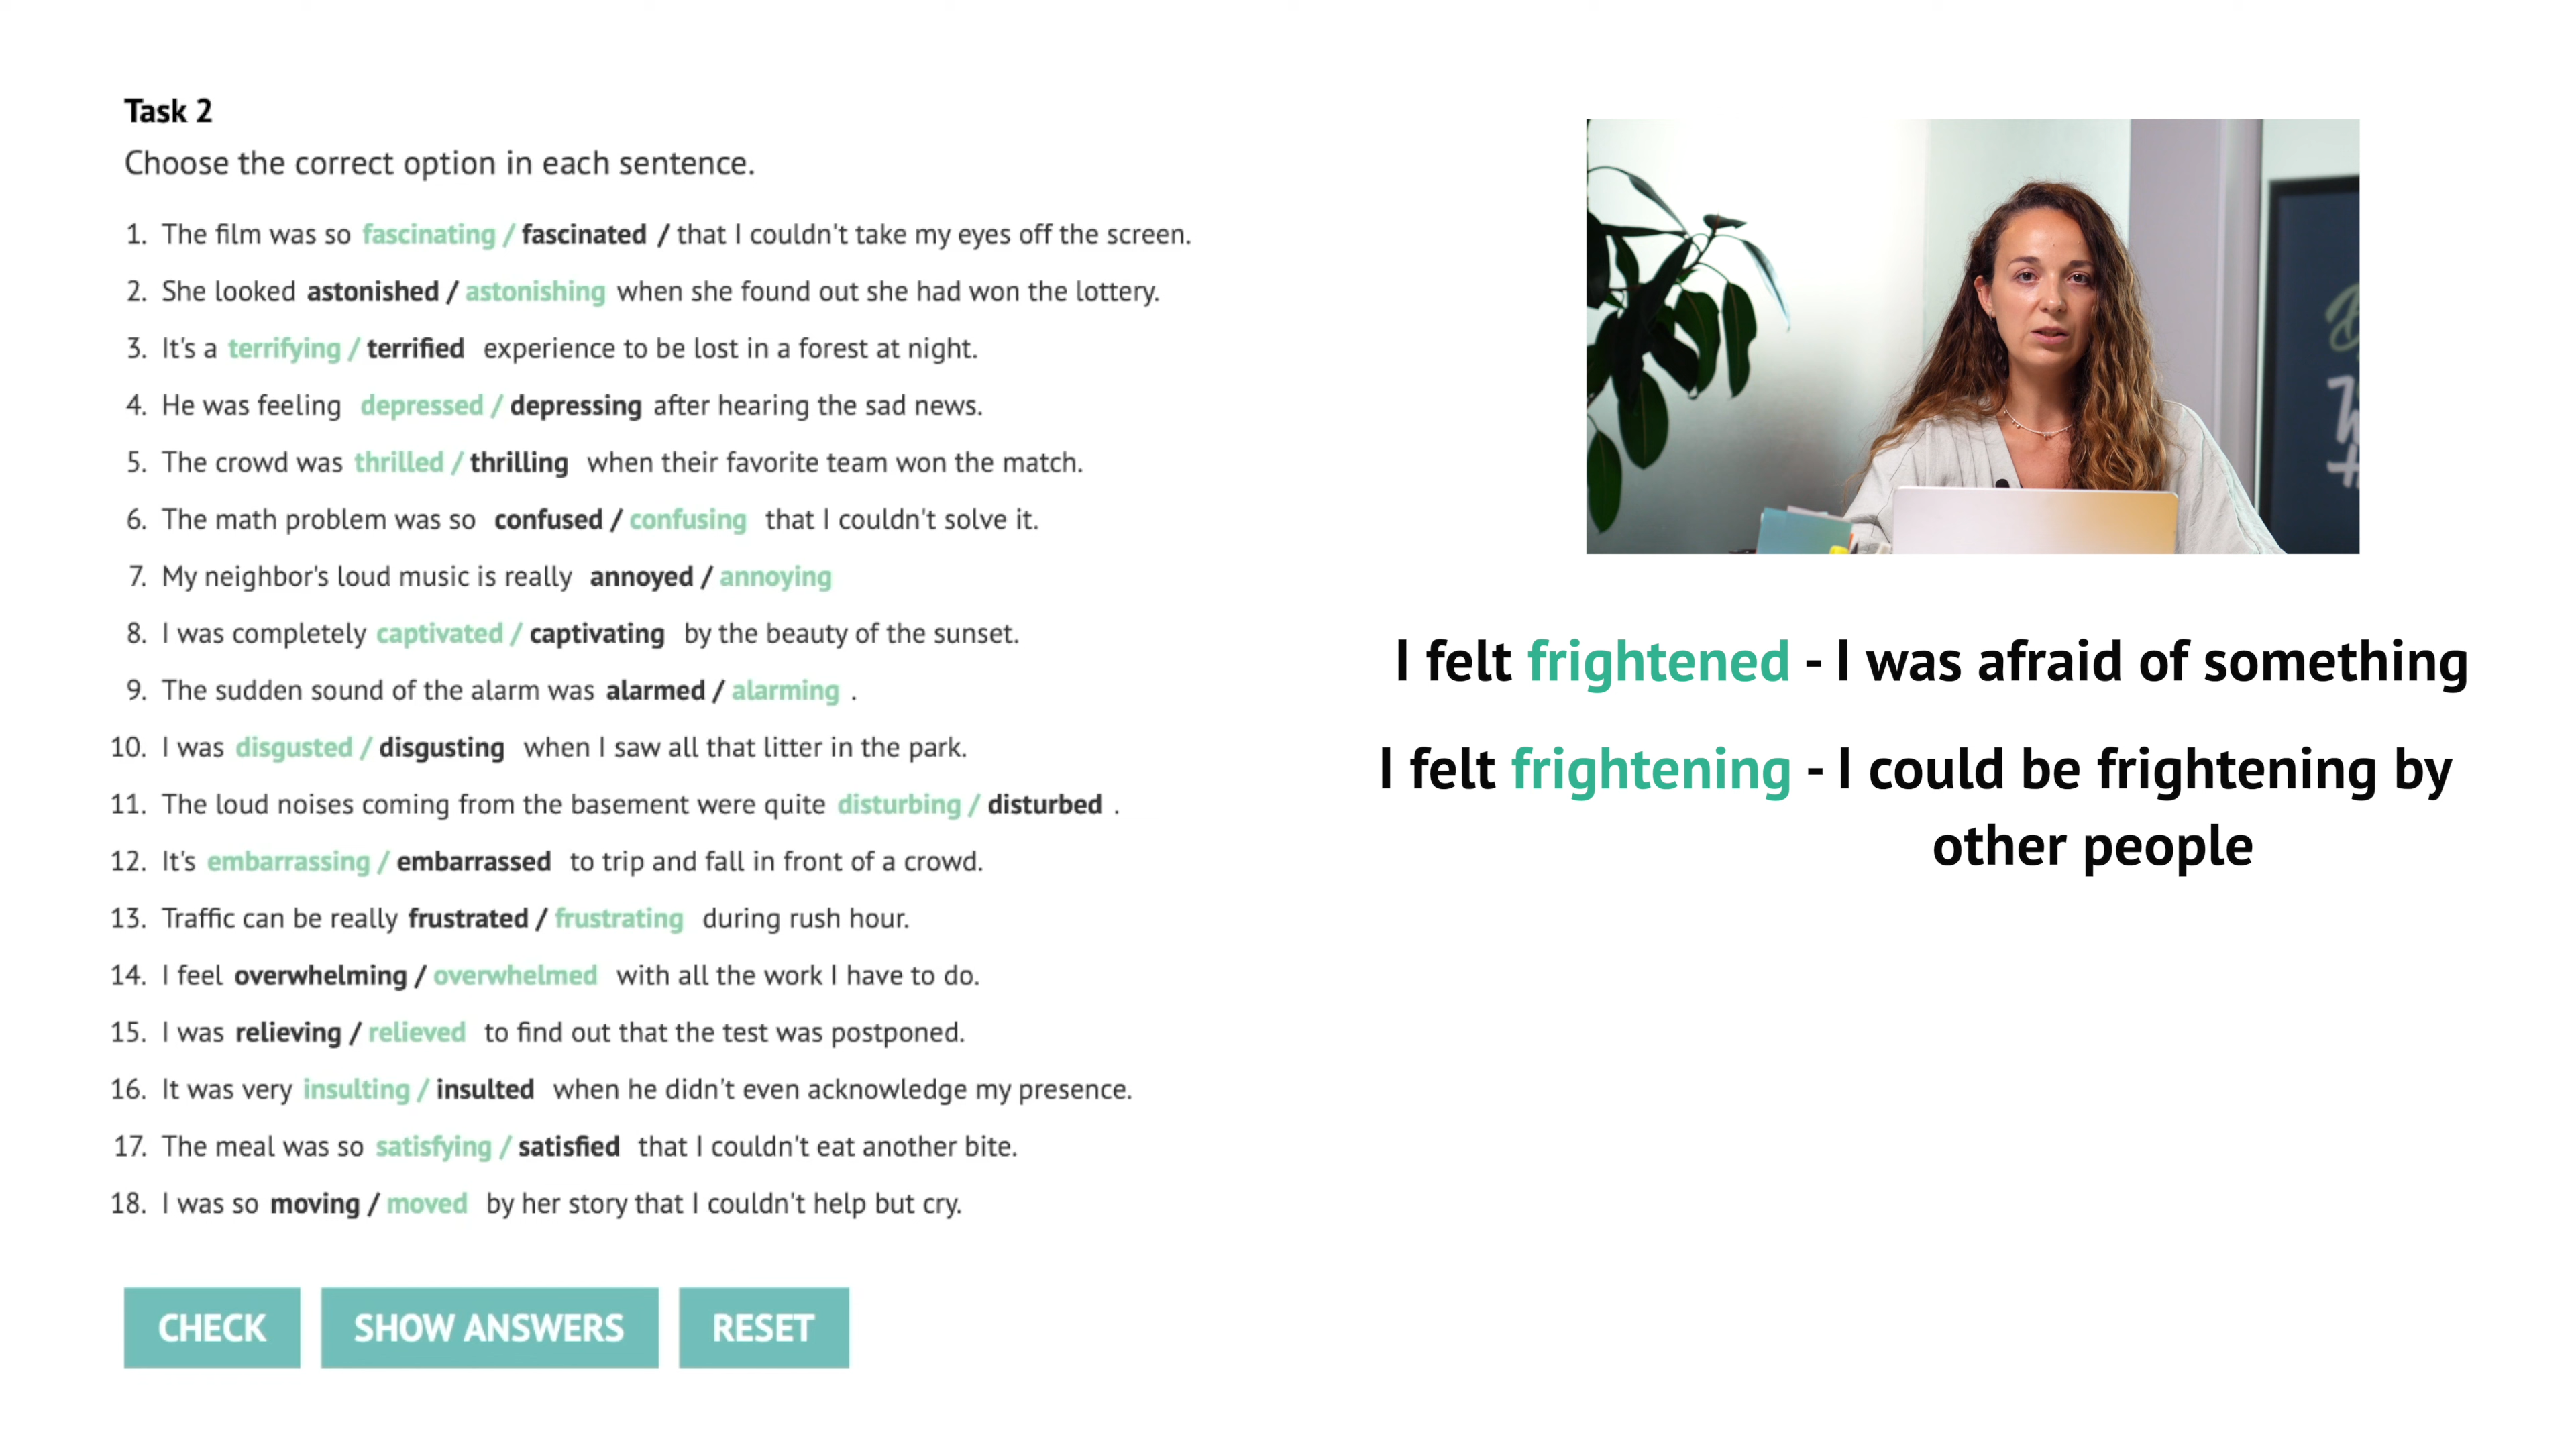 Task 2
Choose the correct option in each sentence.
1. The film was so fascinating / fascinated / that I couldn't take my eyes off the screen.
2. She looked astonished / astonishing when she found out she had won the lottery.
3. It's a terrifying / terrified experience to be lost in a forest at night.
4. He was feeling depressed / depressing after hearing the sad news.
5. The crowd was thrilled / thrilling when their favorite team won the match.
6. The math problem was so confused / confusing that I couldn't solve it.
7. My neighbor's loud music is really annoyed / annoying
8. I was completely captivated / captivating by the beauty of the sunset.
9. The sudden sound of the alarm was alarmed / alarming .
10. I was disgusted / disgusting when I saw all that litter in the park.
11. The loud noises coming from the basement were quite disturbing / disturbed .
12. It's embarrassing / embarrassed to trip and fall in front of a crowd.
13. Traffic can be really frustrated / frustrating during rush hour.
14. I feel overwhelming / overwhelmed with all the work I have to do.
15. I was relieving / relieved to find out that the test was postponed.
16. It was very insulting / insulted when he didn't even acknowledge my presence.
17. The meal was so satisfying / satisfied that I couldn't eat another bite.
18. I was so moving / moved by her story that I couldn't help but cry.
CHECK
SHOW ANSWERS
RESET
I felt frightened - I was afraid of something
I felt frightening - I could be frightening by
other people